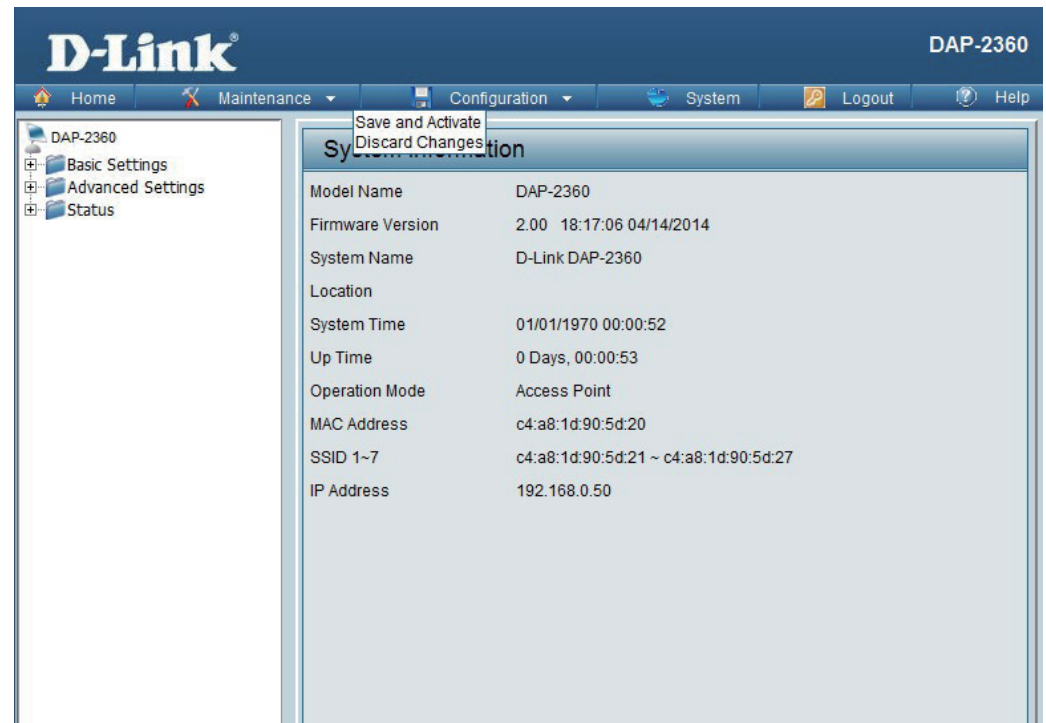 D-Link®
DAP-2360
Home Maintenance Configuration System Logout Help
Save and Activate
Discard Changes
DAP-2360
Basic Settings
Advanced Settings
Status
System Information
Model Name DAP-2360
Firmware Version 2.00 18:17:06 04/14/2014
System Name D-Link DAP-2360
Location
System Time 01/01/1970 00:00:52
Up Time 0 Days, 00:00:53
Operation Mode Access Point
MAC Address c4:a8:1d:90:5d:20
SSID 1~7 c4:a8:1d:90:5d:21 ~ c4:a8:1d:90:5d:27
IP Address 192.168.0.50